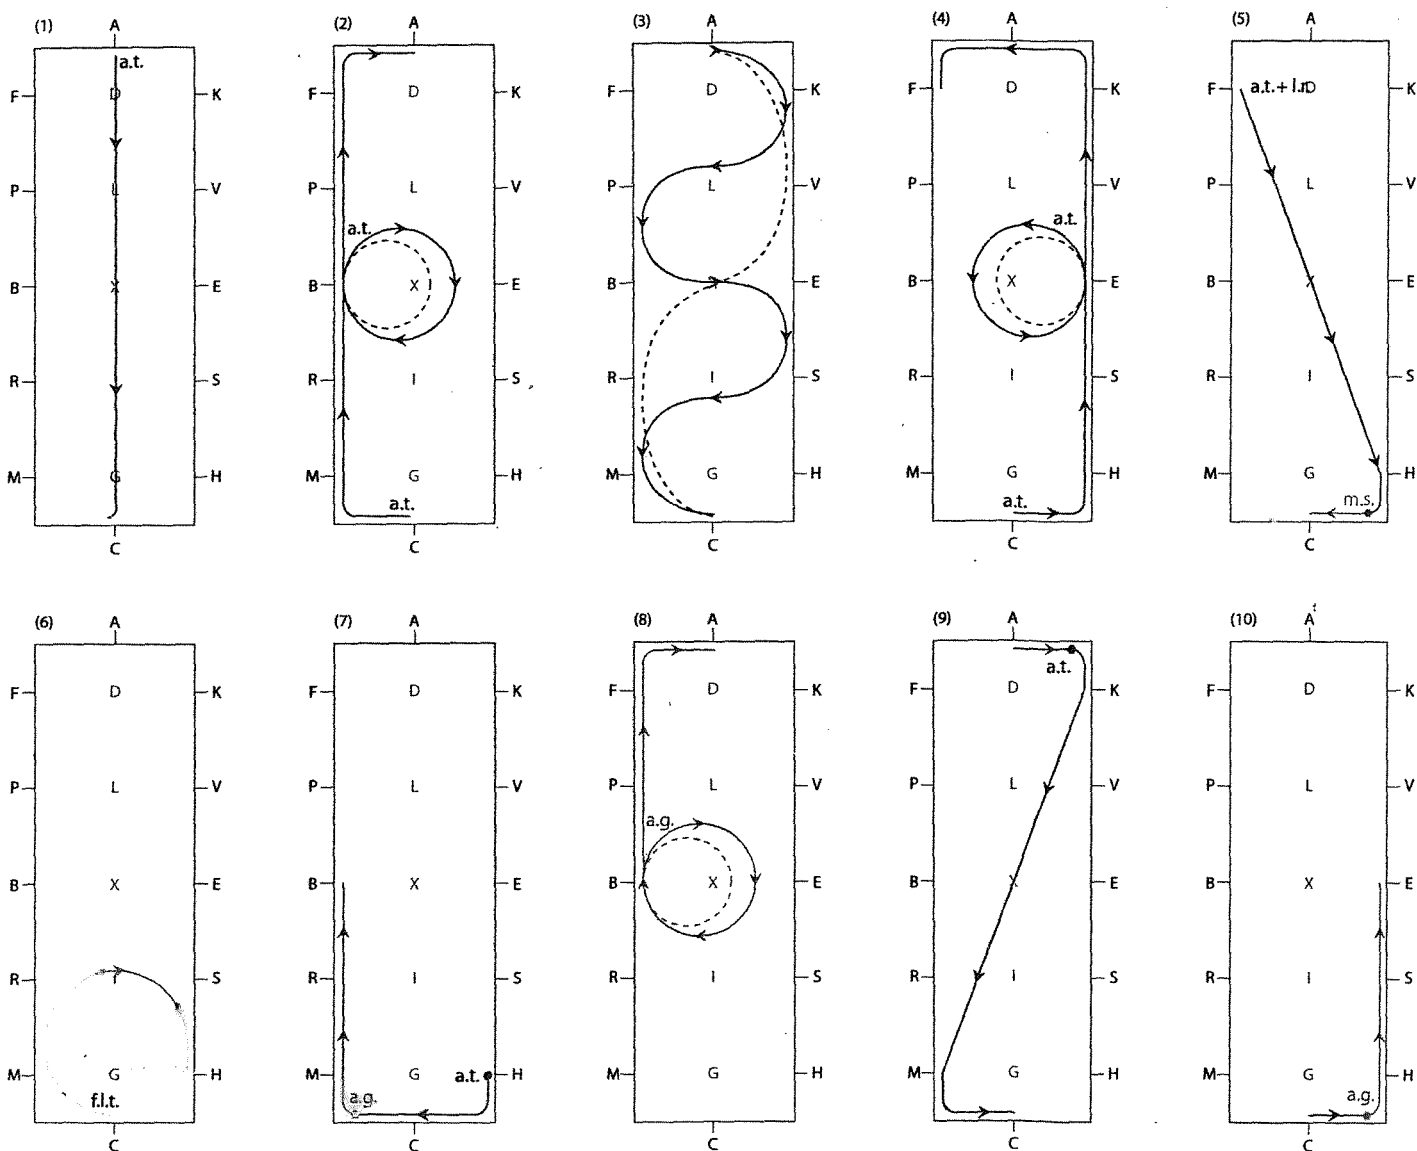 (1) A (2) A (3) A (4) A (5) A
a.t.
F D K F D K F D K F D K F a.t.+ l.r D K
P L V P L V P L V P L V P L V
a.t. a.t.
B X E B X E B E B X E B X E
R I S R I S R I S R I S R I S
M G H M G H M G H M G H M G H
a.t. a.t. m.s.
C C C C C
(6) A (7) A (8) A (9) A (10) A
a.t.
F D K F D K F D K F D K F D K
P L V P L V P L V P L V P L V
a.g.
B X E B X E B X E B X E B X E
R I S R I S R I S R I S R I S
M G H M G a.t. H M G H M G H M G H
f.l.t. a.g. a.g.
C C C C C